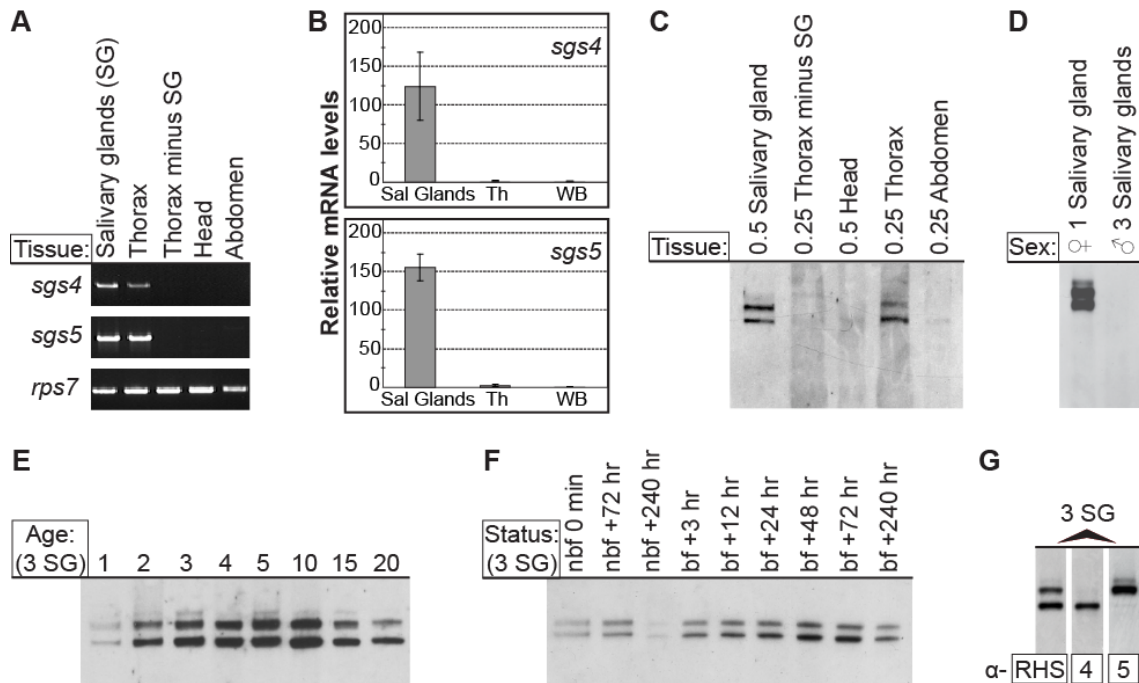 A
Salivary glands (SG)
Thorax
Thorax minus SG
Head
Abdomen
Tissue:
sgs4
sgs5
rps7
B
Relative mRNA levels
200
150
100
50
0
sgs4
Sal Glands Th WB
200
150
100
50
0
sgs5
Sal Glands Th WB
C
0.5 Salivary gland
0.25 Thorax minus SG
0.5 Head
0.25 Thorax
0.25 Abdomen
Tissue:
D
♀ 1 Salivary gland
♂ 3 Salivary glands
Sex:
E
Age:
(3 SG)
1 2 3 4 5 10 15 20
F
nbf 0 min
nbf +72 hr
nbf +240 hr
bf +3 hr
bf +12 hr
bf +24 hr
bf +48 hr
bf +72 hr
bf +240 hr
Status:
(3 SG)
G
3 SG
α- RHS 4 5